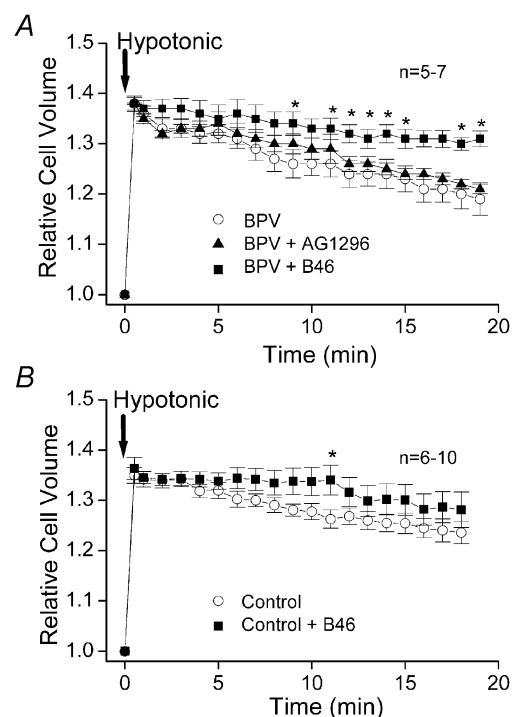 A
Hypotonic
n=5-7
1.5
1.4
1.3
1.2
1.1
1.0
Relative Cell Volume
* * * * * * * *
BPV
BPV + AG1296
BPV + B46
0 5 10 15 20
Time (min)
B
Hypotonic
n=6-10
1.5
1.4
1.3
1.2
1.1
1.0
Relative Cell Volume
*
Control
Control + B46
0 5 10 15 20
Time (min)